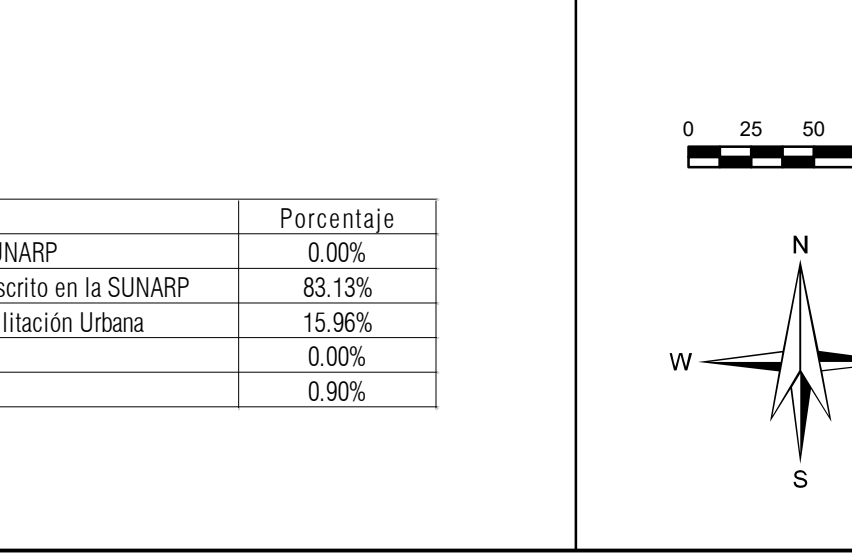 Porcentaje
UNARP 0.00%
scrito en la SUNARP 83.13%
litación Urbana 15.96%
0.00%
0.90%
0 25 50
N
W
S